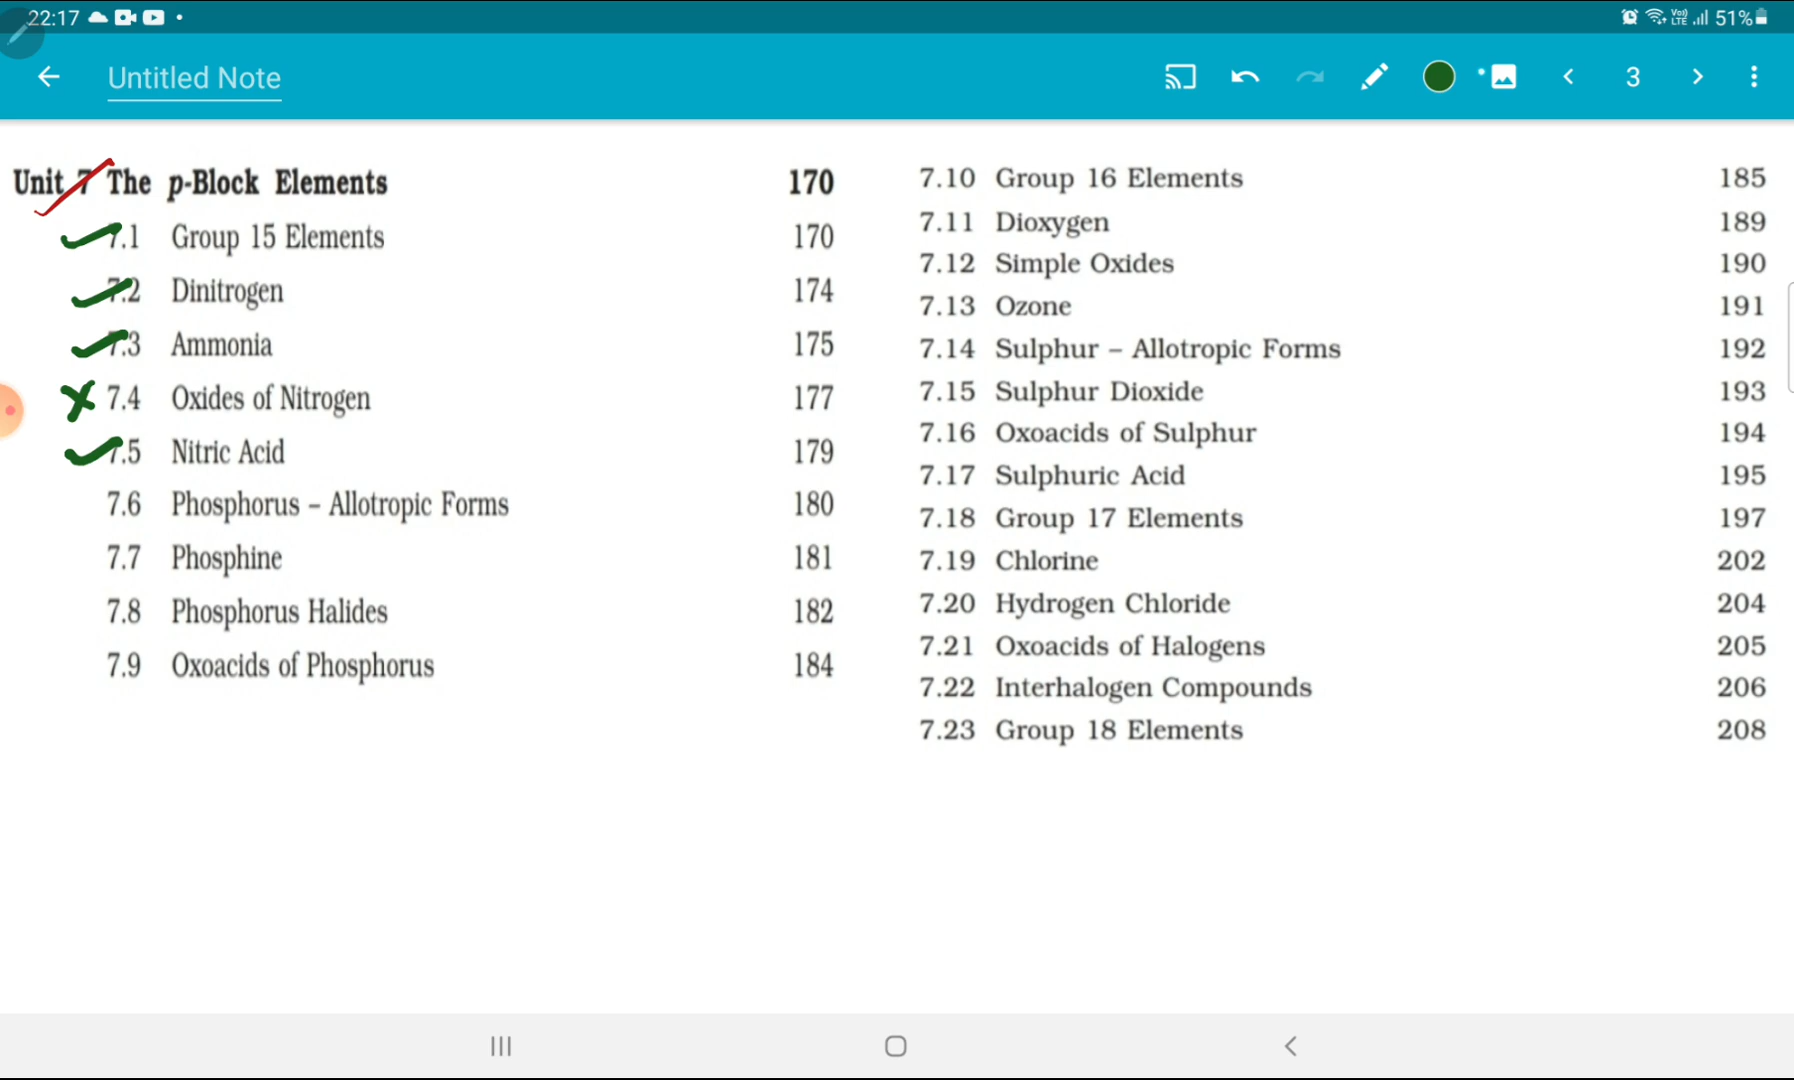 22:17
Vo)) LTE 51%
Untitled Note
3
Unit 7 The p-Block Elements 170
7.1 Group 15 Elements 170
7.2 Dinitrogen 174
7.3 Ammonia 175
7.4 Oxides of Nitrogen 177
7.5 Nitric Acid 179
7.6 Phosphorus – Allotropic Forms 180
7.7 Phosphine 181
7.8 Phosphorus Halides 182
7.9 Oxoacids of Phosphorus 184
7.10 Group 16 Elements 185
7.11 Dioxygen 189
7.12 Simple Oxides 190
7.13 Ozone 191
7.14 Sulphur – Allotropic Forms 192
7.15 Sulphur Dioxide 193
7.16 Oxoacids of Sulphur 194
7.17 Sulphuric Acid 195
7.18 Group 17 Elements 197
7.19 Chlorine 202
7.20 Hydrogen Chloride 204
7.21 Oxoacids of Halogens 205
7.22 Interhalogen Compounds 206
7.23 Group 18 Elements 208